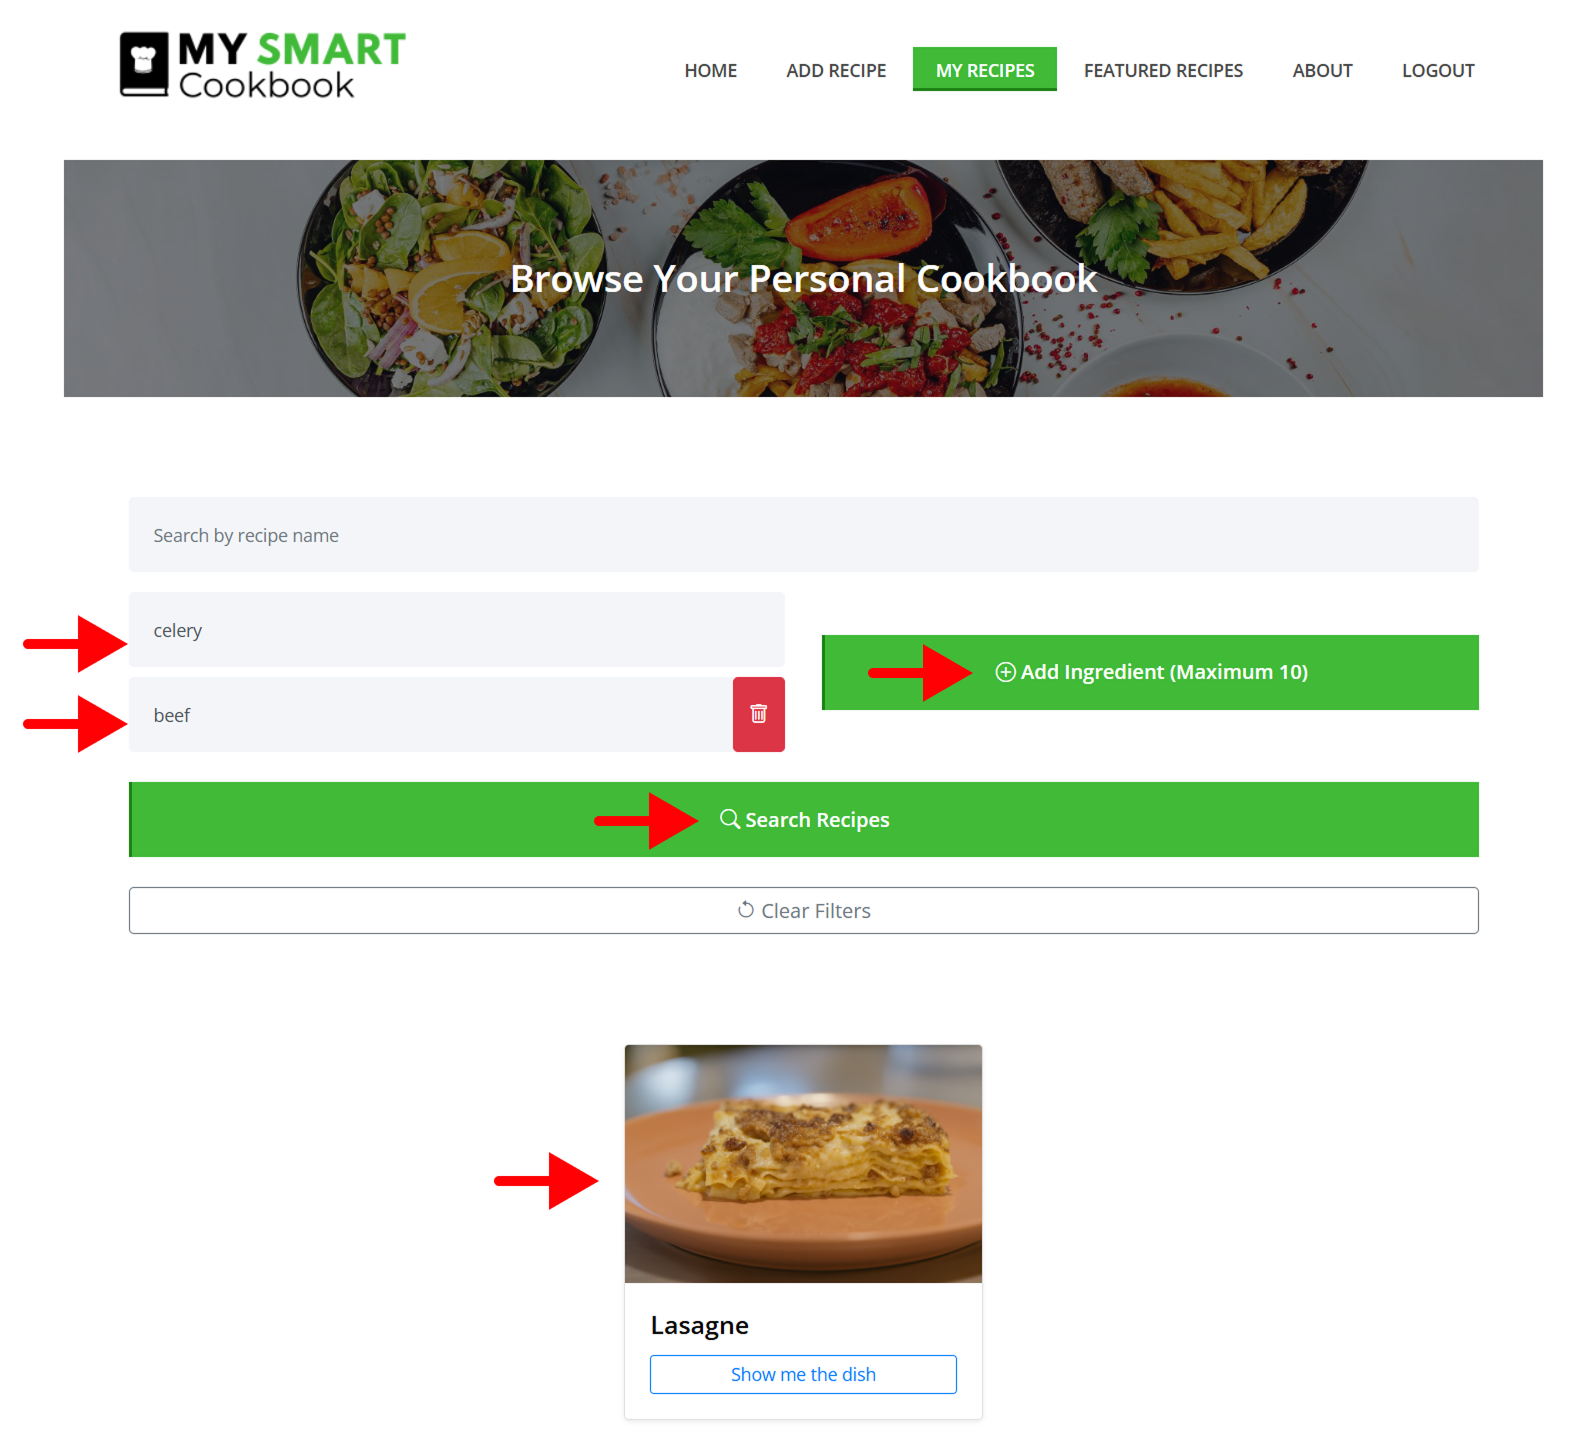 MY SMART
Cookbook
HOME ADD RECIPE MY RECIPES FEATURED RECIPES ABOUT LOGOUT
Browse Your Personal Cookbook
Search by recipe name
celery
Add Ingredient (Maximum 10)
beef
Search Recipes
Clear Filters
Lasagne
Show me the dish